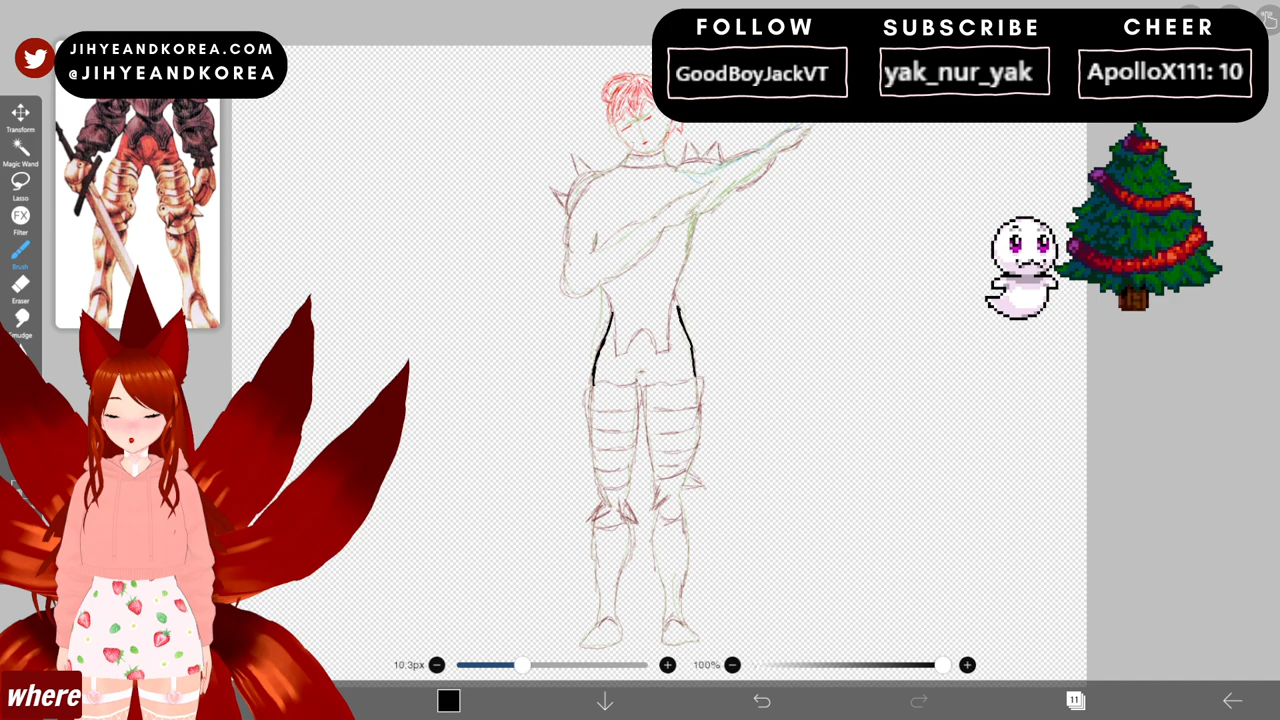 JIHYEANDKOREA.COM
@JIHYEANDKOREA
FOLLOW
SUBSCRIBE
CHEER
GoodBoyJackVT
yak_nur_yak
ApolloX111: 10
Transform
Magic Wand
Lasso
FX
Filter
Brush
Eraser
Smudge
10.3px
100%
11
where